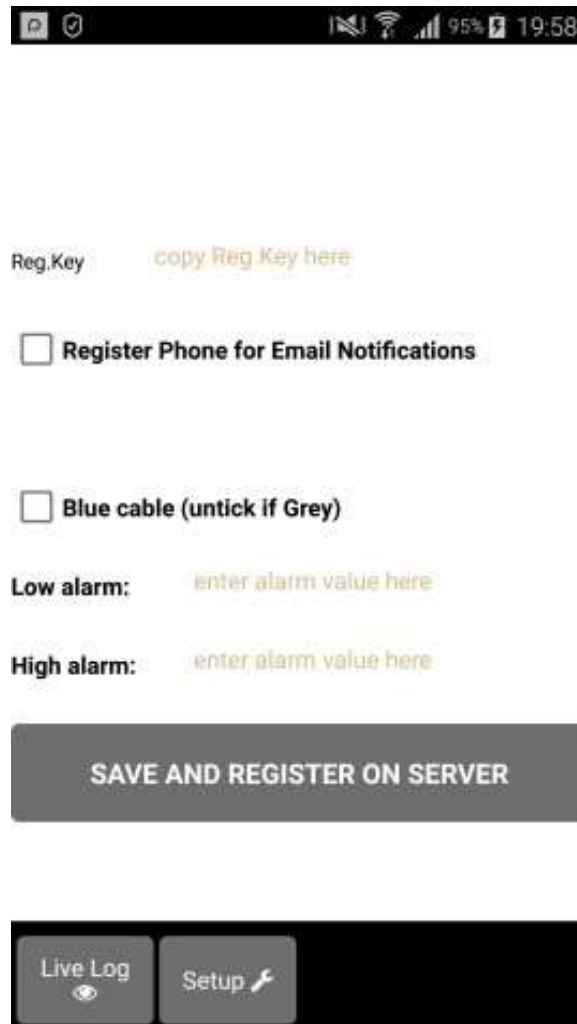 95% 19:58
Reg.Key copy Reg Key here
Register Phone for Email Notifications
Blue cable (untick if Grey)
Low alarm: enter alarm value here
High alarm: enter alarm value here
SAVE AND REGISTER ON SERVER
Live Log Setup